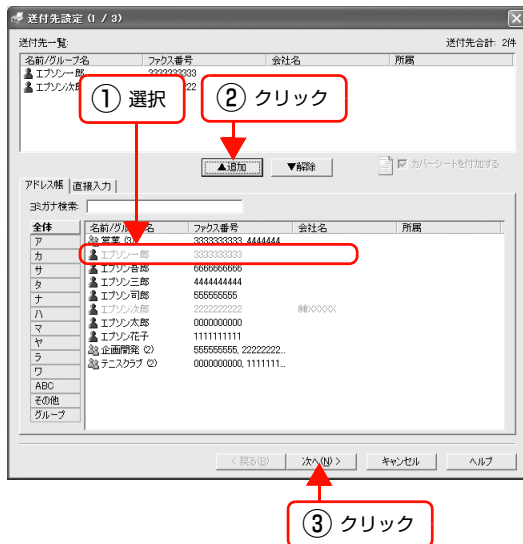 送付先設定 (1 / 3)
送付先一覧:
送付先合計: 2件
名前/グループ名 ファクス番号 会社名 所属
エプソン一郎 3333333333
エプソン次郎
① 選択
② クリック
▲追加 ▼解除 カバーシートを付加する
アドレス帳 直接入力
ヨミガナ検索:
全体 名前/グループ名 ファクス番号 会社名 所属
ア 営業 (3) 3333333333, 4444444
カ エプソン一郎 3333333333
サ エプソン吾郎 6666666666
タ エプソン三郎 4444444444
ナ エプソン司郎 555555555
ハ エプソン次郎 2222222222
マ エプソン太郎 0000000000
ヤ エプソン花子 1111111111
ラ 企画開発 (2) 555555555, 22222222...
ワ テニスクラブ (2) 0000000000, 1111111...
ABC
その他
グループ
< 戻る(B) 次へ(N) > キャンセル ヘルプ
③ クリック